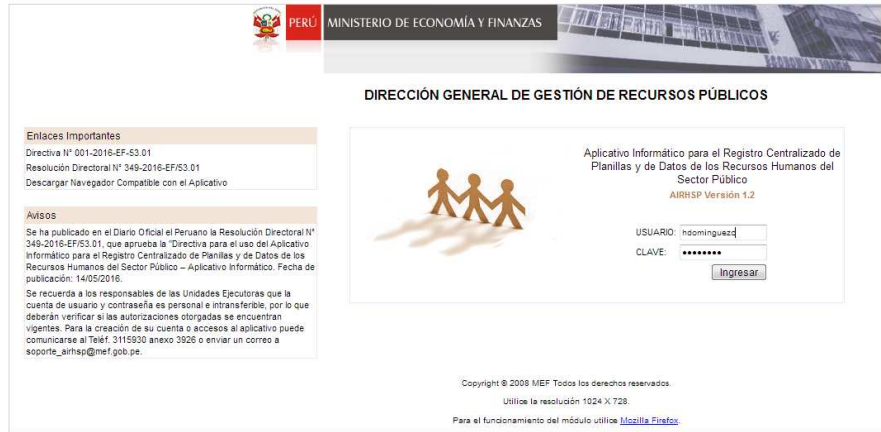 PERÚ MINISTERIO DE ECONOMÍA Y FINANZAS
DIRECCIÓN GENERAL DE GESTIÓN DE RECURSOS PÚBLICOS
Enlaces Importantes
Directiva N° 001-2016-EF-53.01
Resolución Directoral N° 349-2016-EF/53.01
Descargar Navegador Compatible con el Aplicativo
Avisos
Se ha publicado en el Diario Oficial el Peruano la Resolución Directoral N°
349-2016-EF/53.01, que aprueba la "Directiva para el uso del Aplicativo
Informático para el Registro Centralizado de Planillas y de Datos de los
Recursos Humanos del Sector Público – Aplicativo Informático. Fecha de
publicación: 14/05/2016.
Se recuerda a los responsables de las Unidades Ejecutoras que la
cuenta de usuario y contraseña es personal e intransferible, por lo que
deberán verificar si las autorizaciones otorgadas se encuentran
vigentes. Para la creación de su cuenta o accesos al aplicativo puede
comunicarse al Teléf. 3115930 anexo 3926 o enviar un correo a
soporte_airhsp@mef.gob.pe.
Aplicativo Informático para el Registro Centralizado de
Planillas y de Datos de los Recursos Humanos del
Sector Público
AIRHSP Versión 1.2
USUARIO: hdominguezc
CLAVE: ••••••••
Ingresar
Copyright © 2008 MEF Todos los derechos reservados.
Utilice la resolución 1024 X 728.
Para el funcionamiento del módulo utilice Mozilla Firefox.